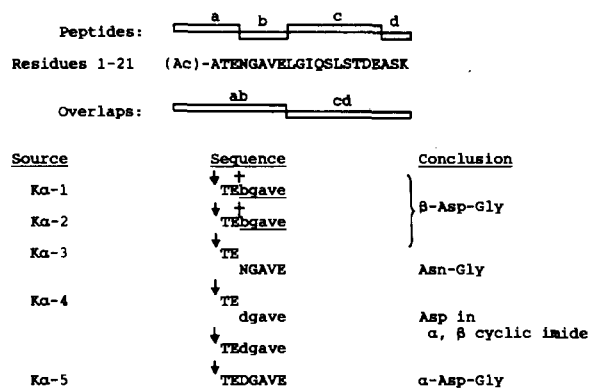 a b c d
Peptides:
Residues 1-21 (Ac)-ATENGAVELGIQSLSTDEASK
ab cd
Overlaps:
Source Sequence Conclusion
Kα-1 ↓TEbgave
Kα-2 ↓TEbgave
β-Asp-Gly
Kα-3 ↓TE
NGAVE Asn-Gly
Kα-4 ↓TE
dgave Asp in
α, β cyclic imide
↓TEdgave
Kα-5 ↓TEDGAVE α-Asp-Gly